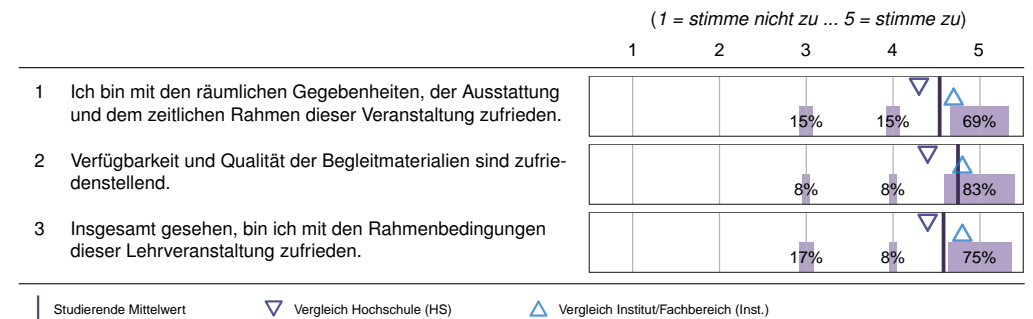 (1 = stimme nicht zu ... 5 = stimme zu)
1 2 3 4 5
1 Ich bin mit den räumlichen Gegebenheiten, der Ausstattung
und dem zeitlichen Rahmen dieser Veranstaltung zufrieden.
15% 15% 69%
2 Verfügbarkeit und Qualität der Begleitmaterialien sind zufrie-
denstellend.
8% 8% 83%
3 Insgesamt gesehen, bin ich mit den Rahmenbedingungen
dieser Lehrveranstaltung zufrieden.
17% 8% 75%
Studierende Mittelwert Vergleich Hochschule (HS) Vergleich Institut/Fachbereich (Inst.)